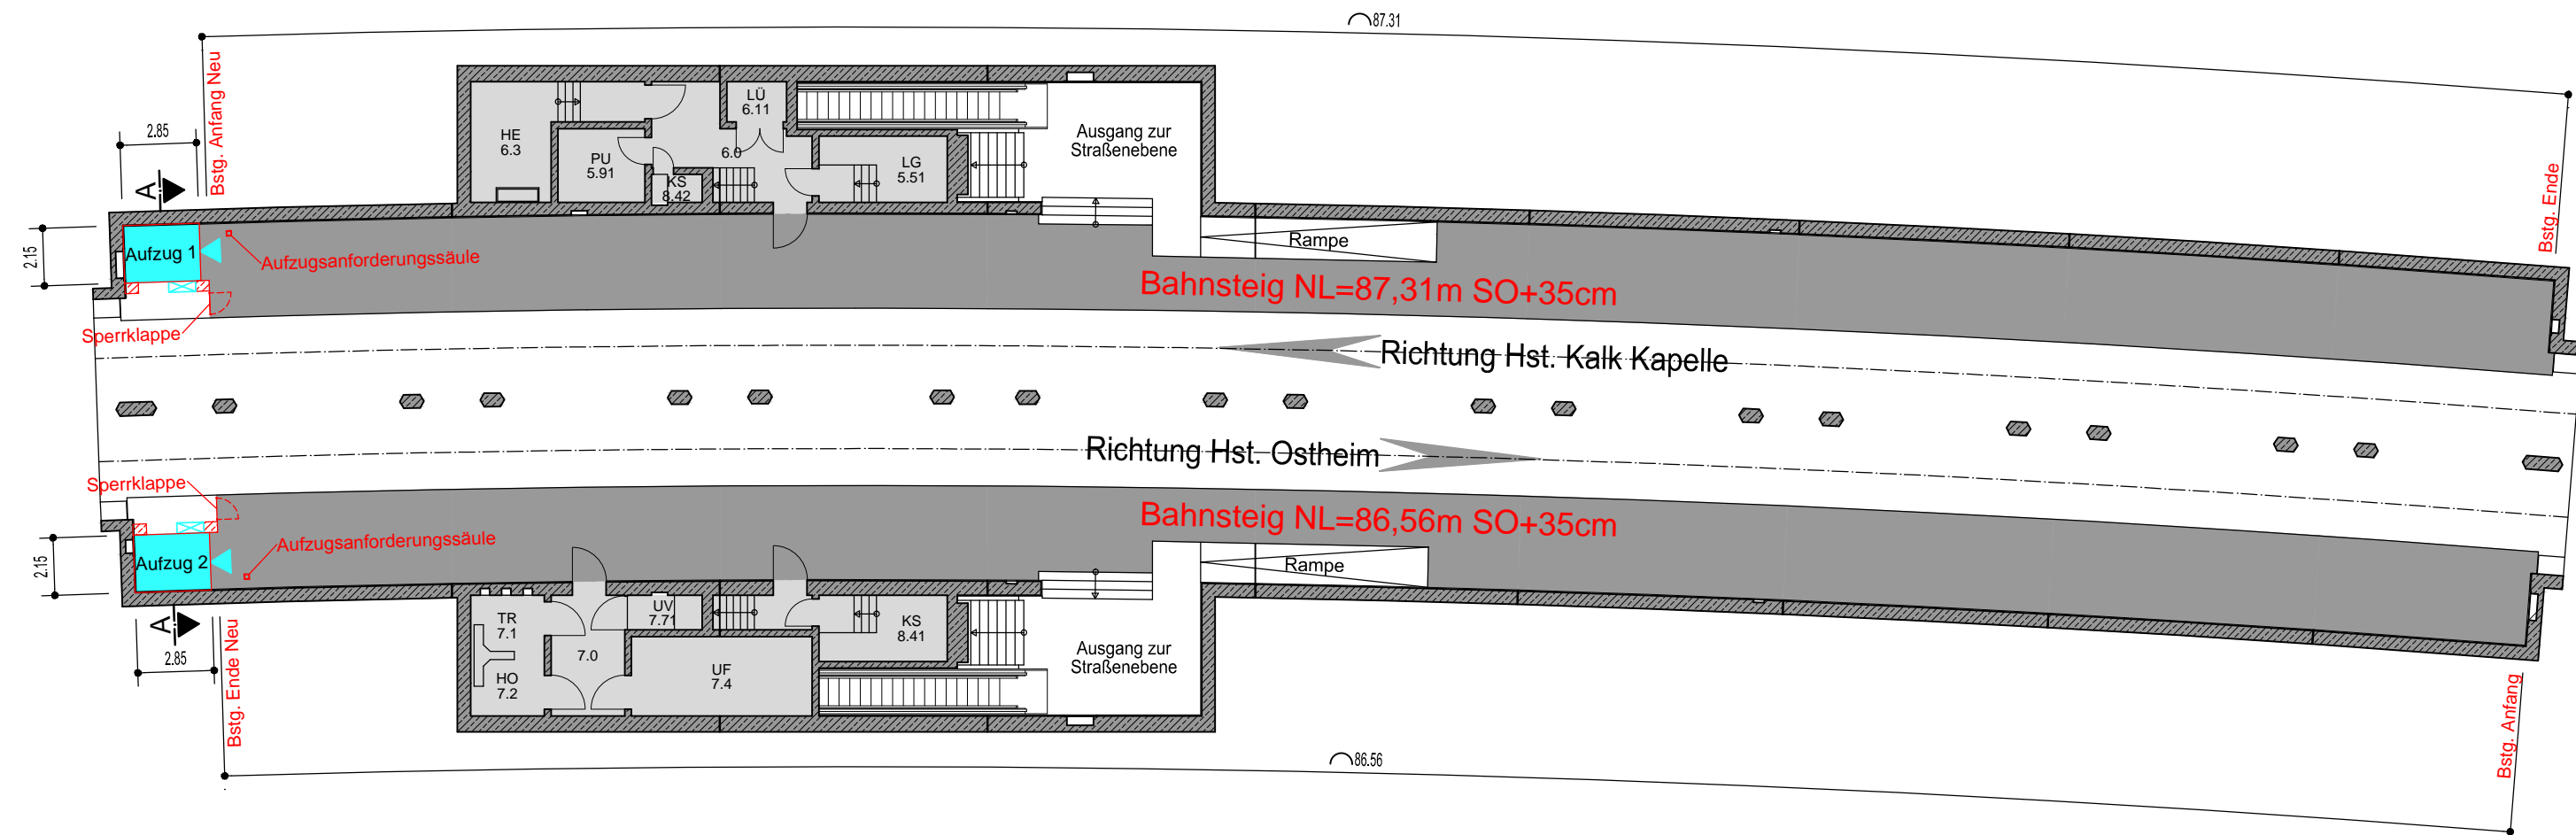 87.31
Bstg. Anfang Neu
2.85
A
2.15
Aufzug 1
Aufzugsanforderungssäule
Sperrklappe
HE
6.3
PU
5.91
KS
8.42
LÜ
6.11
6.0
LG
5.51
Ausgang zur
Straßenebene
Rampe
Bstg. Ende
Bahnsteig NL=87,31m SO+35cm
Richtung Hst. Kalk Kapelle
Richtung Hst. Ostheim
Bahnsteig NL=86,56m SO+35cm
Sperrklappe
Aufzugsanforderungssäule
Aufzug 2
2.15
A
2.85
Bstg. Ende Neu
TR
7.1
HO
7.2
7.0
UV
7.71
UF
7.4
KS
8.41
Ausgang zur
Straßenebene
Rampe
Bstg. Anfang
86.56